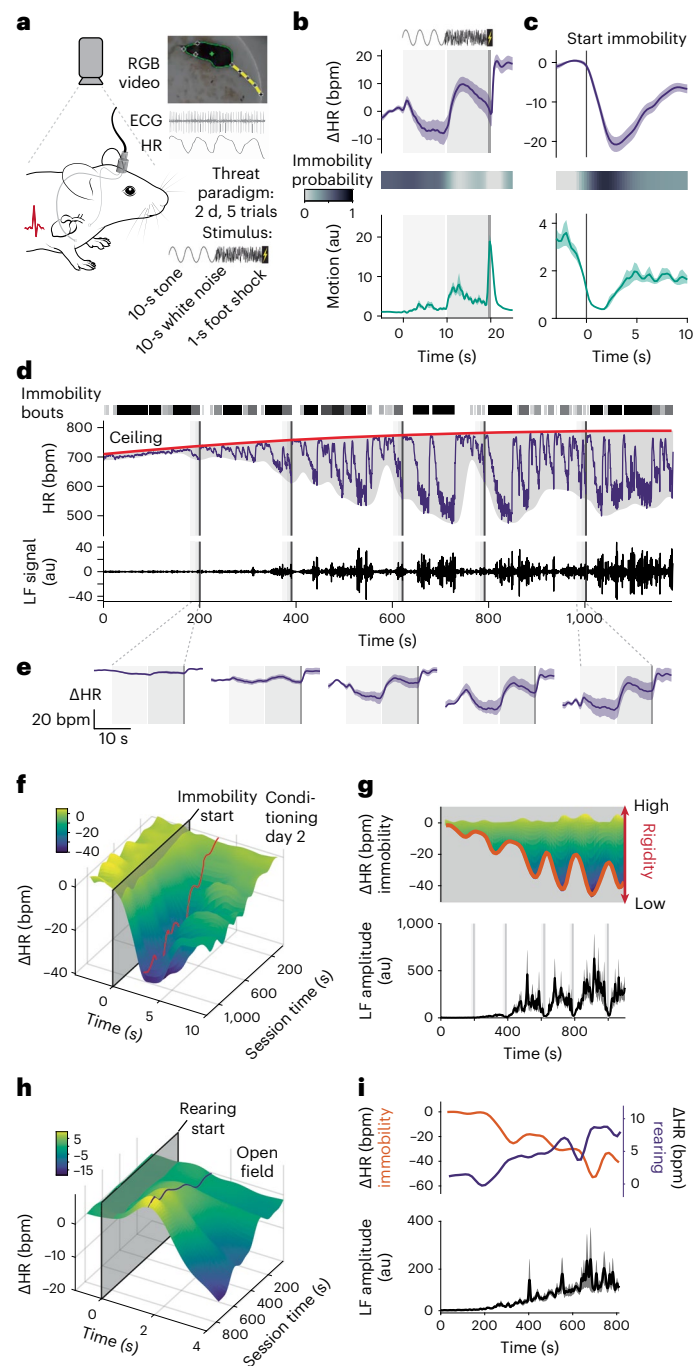 a
RGB
video
ECG
HR
Threat
paradigm:
2 d, 5 trials
Stimulus:
10-s tone
10-s white noise
1-s foot shock
b
ΔHR (bpm)
20
10
0
−10
Immobility
probability
0
1
Motion (au)
20
10
0
0
10
20
Time (s)
c
Start immobility
0
−10
−20
4
2
0
0
5
10
Time (s)
d
Immobility
bouts
Ceiling
HR (bpm)
800
700
600
500
LF signal
(au)
40
0
−40
0
200
400
600
800
1,000
Time (s)
e
ΔHR
20 bpm
10 s
f
Immobility
start
Condi-
tioning
day 2
0
−20
−40
ΔHR (bpm)
0
−20
−40
0
5
10
Time (s)
200
600
1,000
Session time (s)
g
ΔHR (bpm)
immobility
0
−20
−40
High
Rigidity
Low
LF amplitude
(au)
1,000
500
0
0
400
800
Time (s)
h
Rearing
start
Open
field
5
−5
−15
ΔHR (bpm)
0
−10
−20
0
2
4
Time (s)
200
400
600
800
Session time (s)
i
ΔHR (bpm)
immobility
0
−20
−40
−60
10
5
0
ΔHR (bpm)
rearing
LF amplitude
(au)
400
200
0
0
200
400
600
800
Time (s)